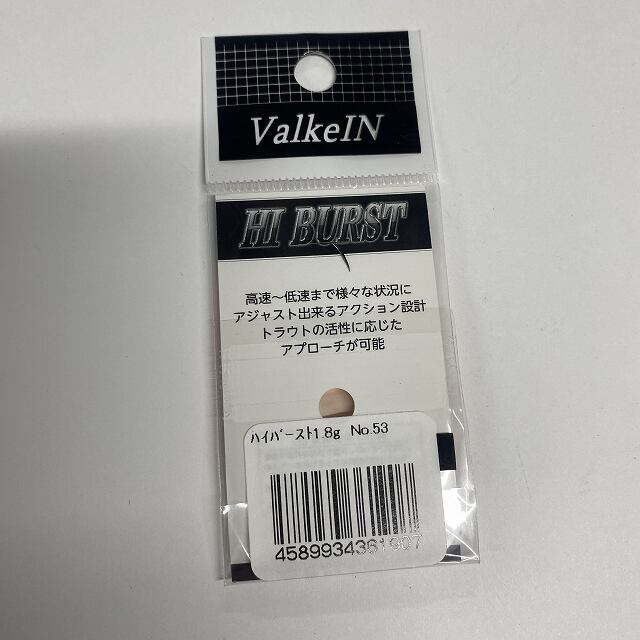 ValkeIN
HI BURST
高速～低速まで様々な状況に
アジャスト出来るアクション設計
トラウトの活性に応じた
アプローチが可能
ﾊｲﾊﾞｰｽﾄ1.8g No.53
4589934361907